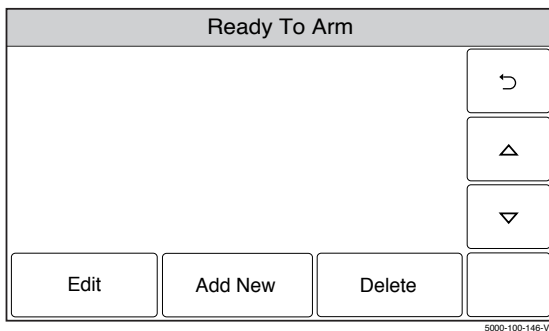 Ready To Arm
Edit
Add New
Delete
5000-100-146-V